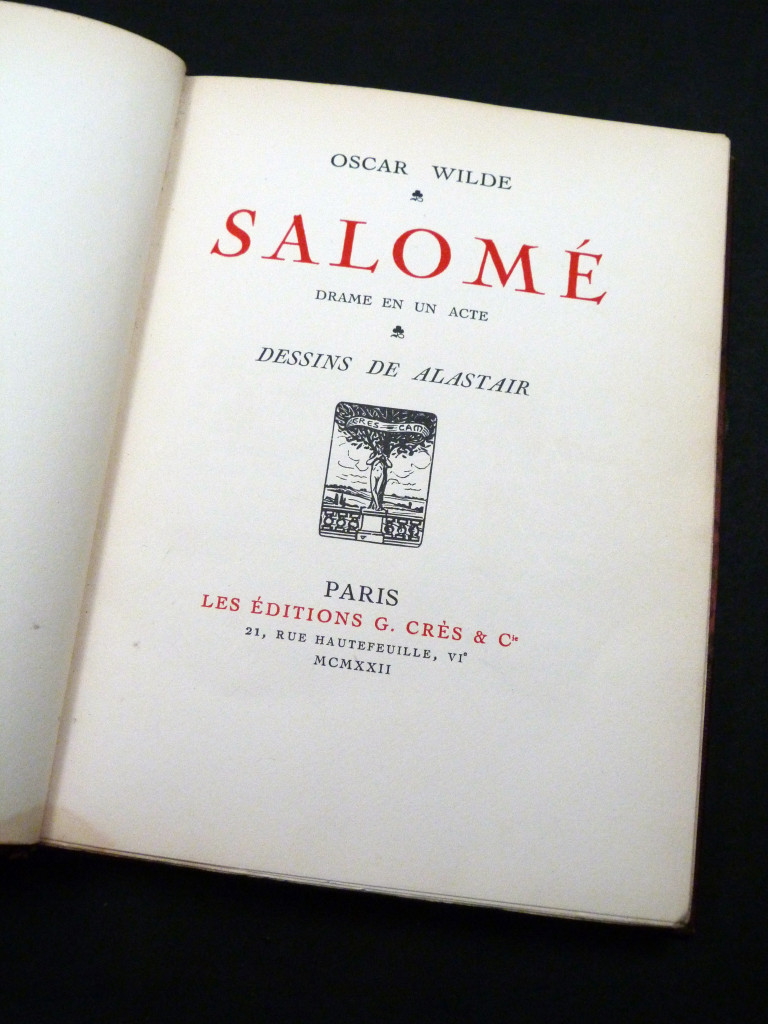 OSCAR WILDE
SALOMÉ
DRAME EN UN ACTE
DESSINS DE ALASTAIR
CRES CAM
PARIS
LES ÉDITIONS G. CRÈS & Cie
21, RUE HAUTEFEUILLE, VIe
MCMXXII